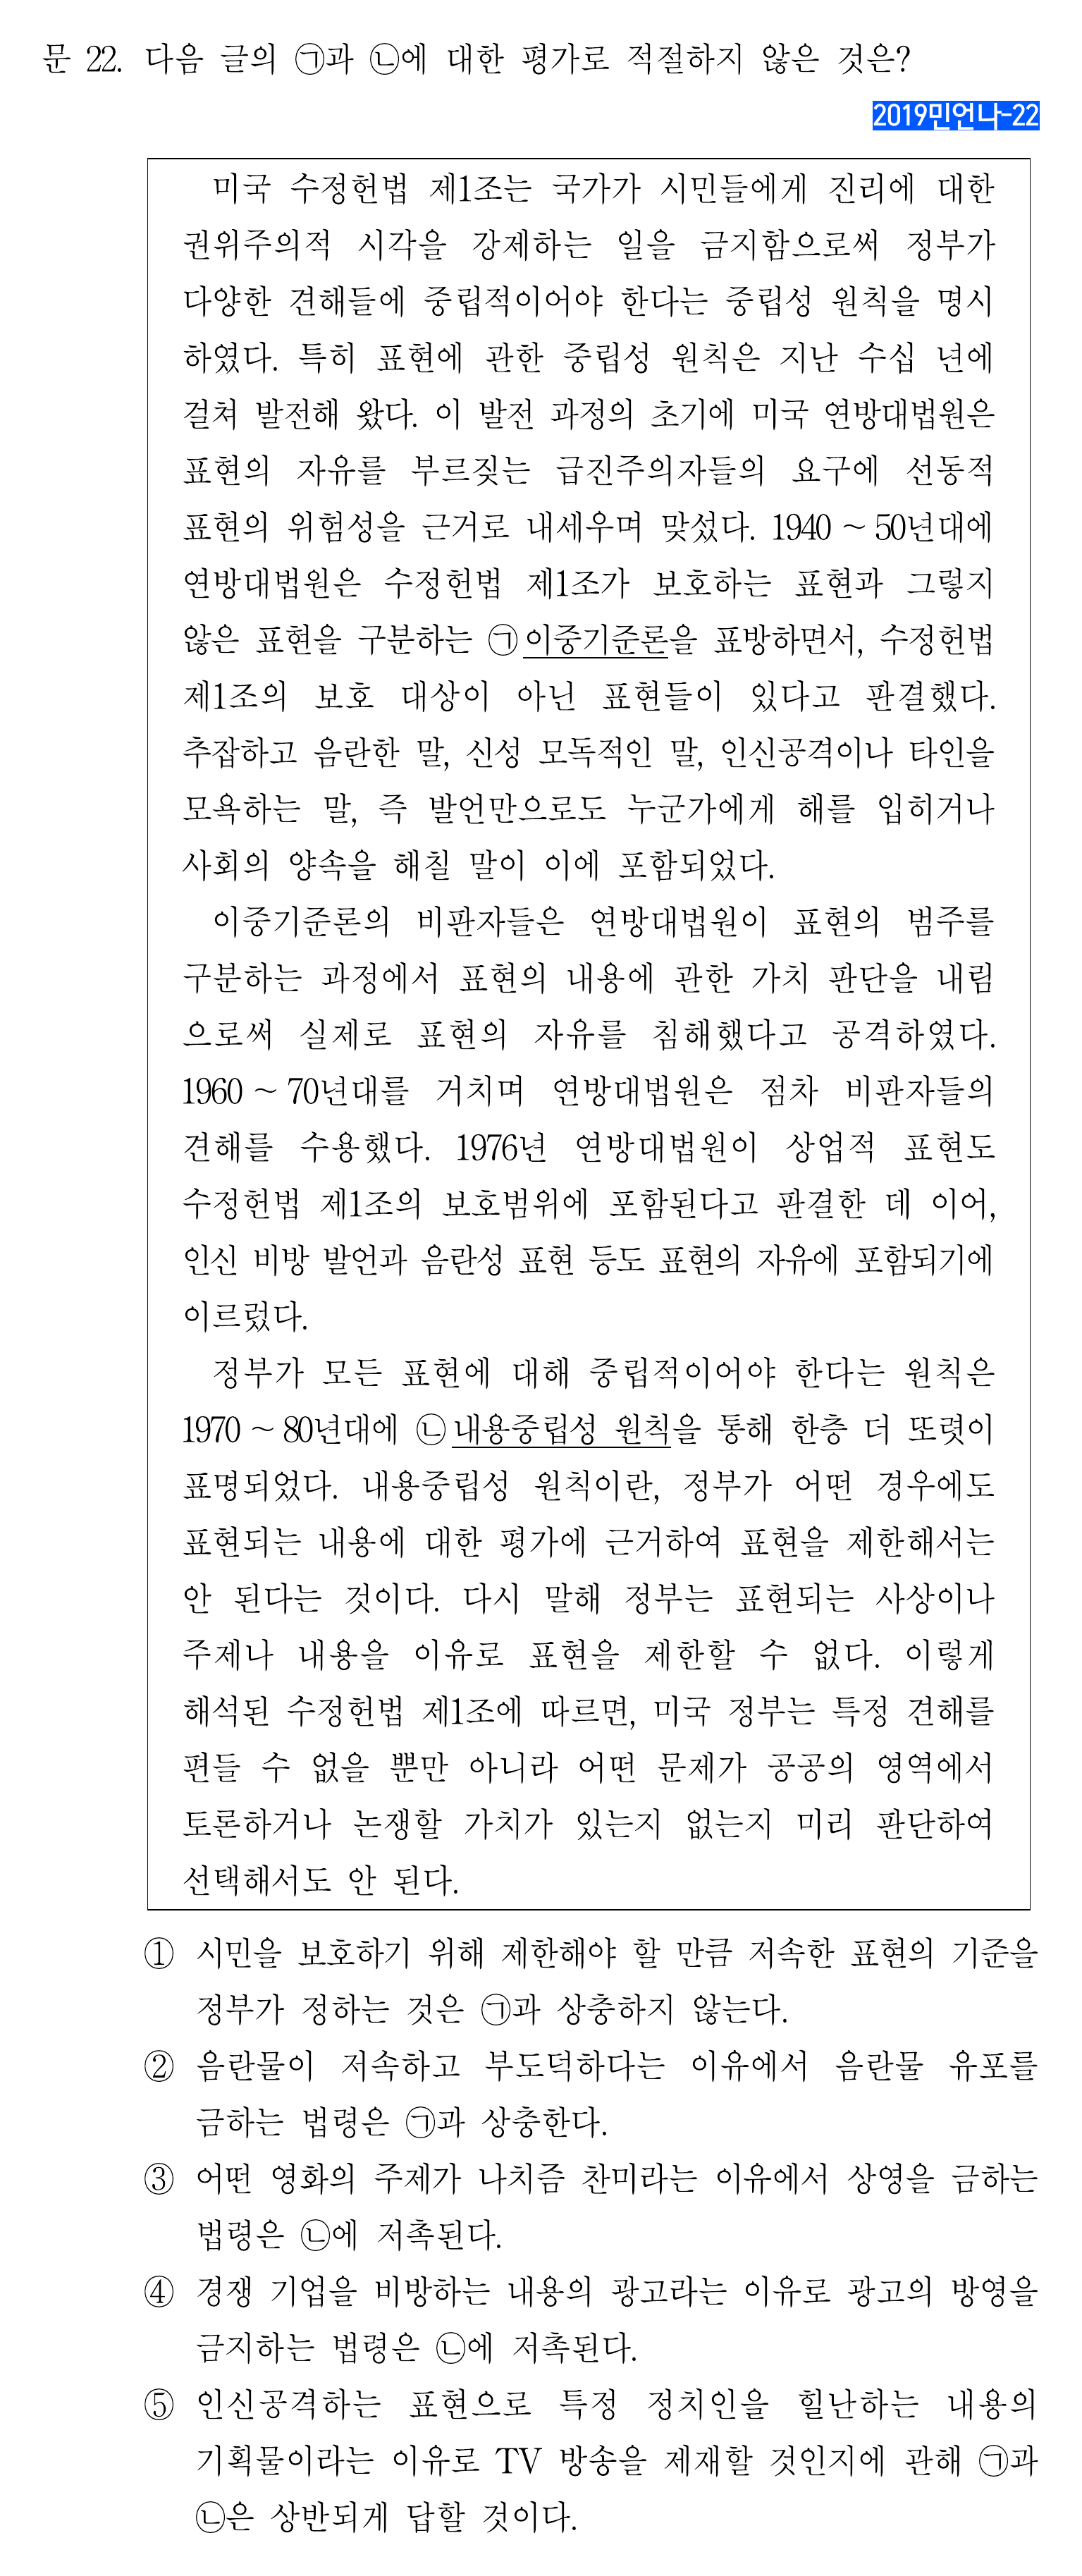 문 22. 다음 글의 ㉠과 ㉡에 대한 평가로 적절하지 않은 것은?
2019민언나-22
미국 수정헌법 제1조는 국가가 시민들에게 진리에 대한
권위주의적 시각을 강제하는 일을 금지함으로써 정부가
다양한 견해들에 중립적이어야 한다는 중립성 원칙을 명시
하였다. 특히 표현에 관한 중립성 원칙은 지난 수십 년에
걸쳐 발전해 왔다. 이 발전 과정의 초기에 미국 연방대법원은
표현의 자유를 부르짖는 급진주의자들의 요구에 선동적
표현의 위험성을 근거로 내세우며 맞섰다. 1940 ~ 50년대에
연방대법원은 수정헌법 제1조가 보호하는 표현과 그렇지
않은 표현을 구분하는 ㉠이중기준론을 표방하면서, 수정헌법
제1조의 보호 대상이 아닌 표현들이 있다고 판결했다.
추잡하고 음란한 말, 신성 모독적인 말, 인신공격이나 타인을
모욕하는 말, 즉 발언만으로도 누군가에게 해를 입히거나
사회의 양속을 해칠 말이 이에 포함되었다.
이중기준론의 비판자들은 연방대법원이 표현의 범주를
구분하는 과정에서 표현의 내용에 관한 가치 판단을 내림
으로써 실제로 표현의 자유를 침해했다고 공격하였다.
1960 ~ 70년대를 거치며 연방대법원은 점차 비판자들의
견해를 수용했다. 1976년 연방대법원이 상업적 표현도
수정헌법 제1조의 보호범위에 포함된다고 판결한 데 이어,
인신 비방 발언과 음란성 표현 등도 표현의 자유에 포함되기에
이르렀다.
정부가 모든 표현에 대해 중립적이어야 한다는 원칙은
1970 ~ 80년대에 ㉡내용중립성 원칙을 통해 한층 더 또렷이
표명되었다. 내용중립성 원칙이란, 정부가 어떤 경우에도
표현되는 내용에 대한 평가에 근거하여 표현을 제한해서는
안 된다는 것이다. 다시 말해 정부는 표현되는 사상이나
주제나 내용을 이유로 표현을 제한할 수 없다. 이렇게
해석된 수정헌법 제1조에 따르면, 미국 정부는 특정 견해를
편들 수 없을 뿐만 아니라 어떤 문제가 공공의 영역에서
토론하거나 논쟁할 가치가 있는지 없는지 미리 판단하여
선택해서도 안 된다.
① 시민을 보호하기 위해 제한해야 할 만큼 저속한 표현의 기준을
정부가 정하는 것은 ㉠과 상충하지 않는다.
② 음란물이 저속하고 부도덕하다는 이유에서 음란물 유포를
금하는 법령은 ㉠과 상충한다.
③ 어떤 영화의 주제가 나치즘 찬미라는 이유에서 상영을 금하는
법령은 ㉡에 저촉된다.
④ 경쟁 기업을 비방하는 내용의 광고라는 이유로 광고의 방영을
금지하는 법령은 ㉡에 저촉된다.
⑤ 인신공격하는 표현으로 특정 정치인을 힐난하는 내용의
기획물이라는 이유로 TV 방송을 제재할 것인지에 관해 ㉠과
㉡은 상반되게 답할 것이다.